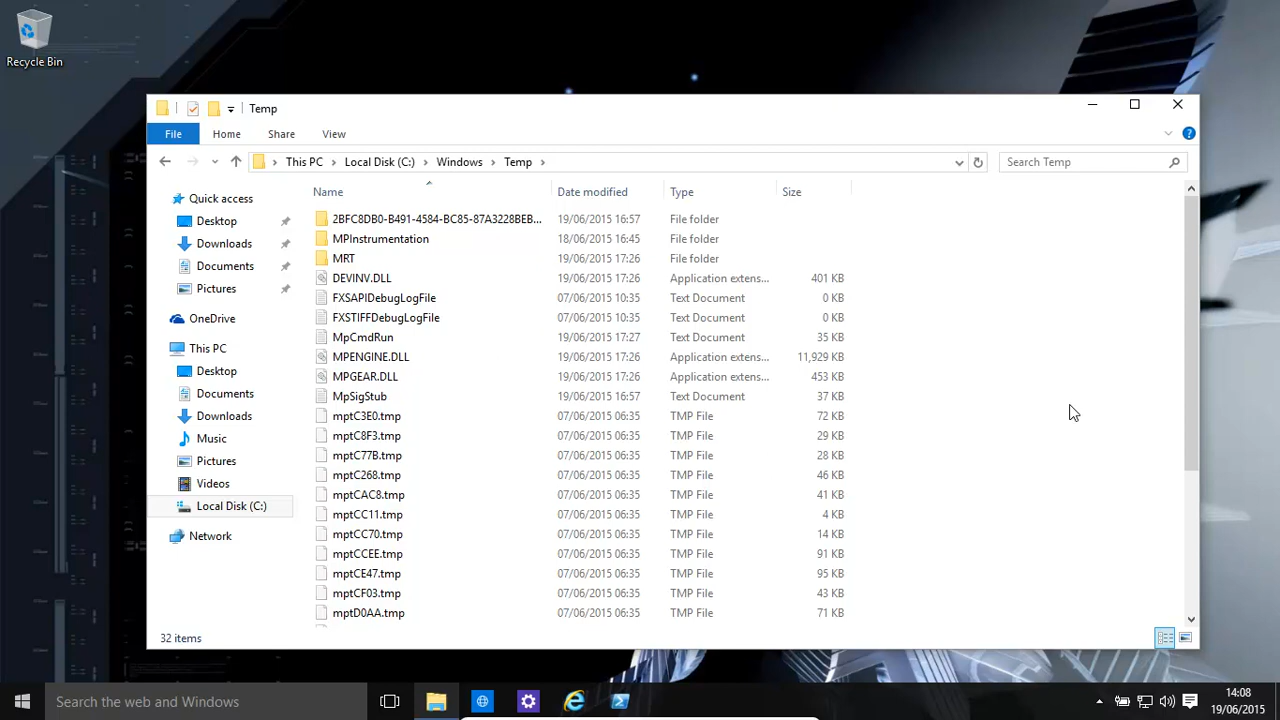 Recycle Bin
Temp
File Home Share View
This PC Local Disk (C:) Windows Temp Search Temp
Name Date modified Type Size
Quick access
Desktop
Downloads
Documents
Pictures
OneDrive
This PC
Desktop
Documents
Downloads
Music
Pictures
Videos
Local Disk (C:)
Network
2BFC8DB0-B491-4584-BC85-87A3228BEB... 19/06/2015 16:57 File folder
MPInstrumentation 18/06/2015 16:45 File folder
MRT 19/06/2015 17:26 File folder
DEVINV.DLL 19/06/2015 17:26 Application extens... 401 KB
FXSAPIDebugLogFile 07/06/2015 10:35 Text Document 0 KB
FXSTIFFDebugLogFile 07/06/2015 10:35 Text Document 0 KB
MpCmdRun 19/06/2015 17:27 Text Document 35 KB
MPENGINE.DLL 19/06/2015 17:26 Application extens... 11,929 KB
MPGEAR.DLL 19/06/2015 17:26 Application extens... 453 KB
MpSigStub 19/06/2015 16:57 Text Document 37 KB
mptC3E0.tmp 07/06/2015 06:35 TMP File 72 KB
mptC8F3.tmp 07/06/2015 06:35 TMP File 29 KB
mptC77B.tmp 07/06/2015 06:35 TMP File 28 KB
mptC268.tmp 07/06/2015 06:35 TMP File 46 KB
mptCAC8.tmp 07/06/2015 06:35 TMP File 41 KB
mptCC11.tmp 07/06/2015 06:35 TMP File 4 KB
mptCC70.tmp 07/06/2015 06:35 TMP File 14 KB
mptCCEE.tmp 07/06/2015 06:35 TMP File 91 KB
mptCE47.tmp 07/06/2015 06:35 TMP File 95 KB
mptCF03.tmp 07/06/2015 06:35 TMP File 43 KB
mptD0AA.tmp 07/06/2015 06:35 TMP File 71 KB
32 items
Search the web and Windows
14:08
19/06/2015